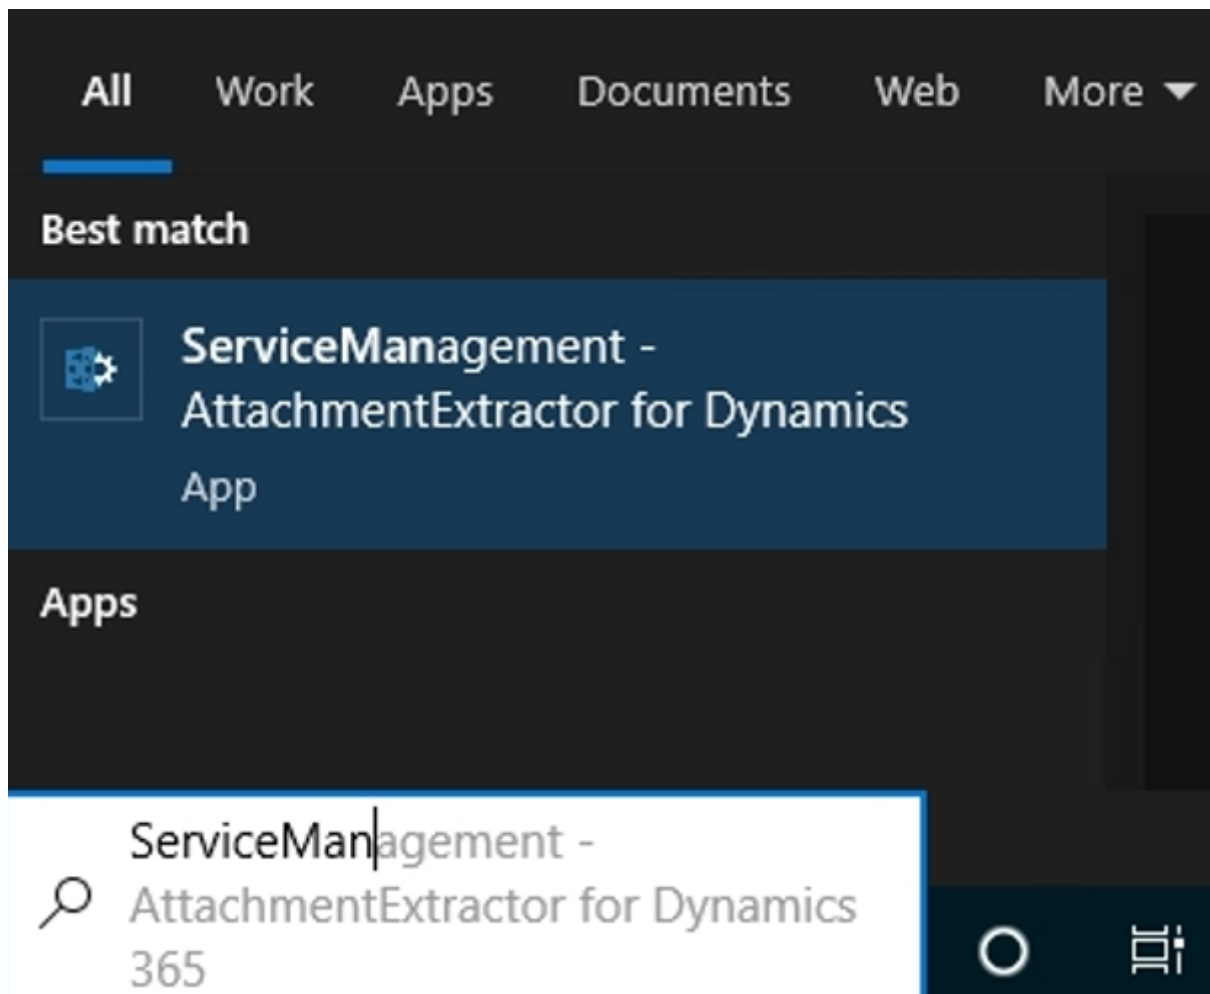 All Work Apps Documents Web More
Best match
ServiceManagement -
AttachmentExtractor for Dynamics
App
Apps
ServiceManagement -
AttachmentExtractor for Dynamics
365